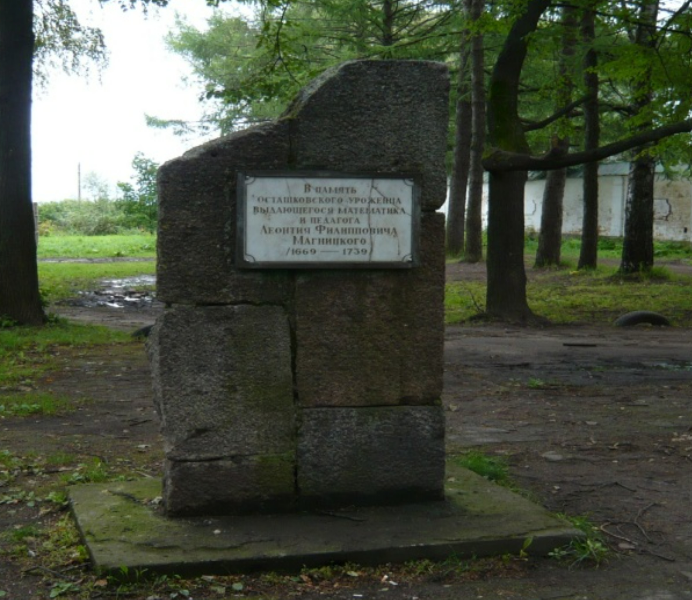 В память
осташковского уроженца
выдающегося математика
и педагога
Леонтия Филипповича
Магницкого
/1669 — 1739/